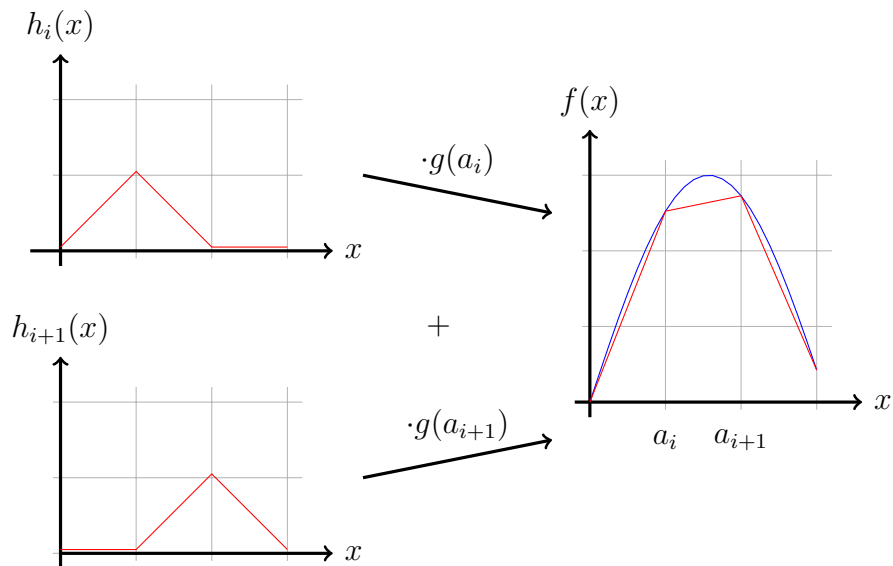 h_i(x)
x
·g(a_i)
h_{i+1}(x)
x
+
·g(a_{i+1})
f(x)
x
a_i
a_{i+1}